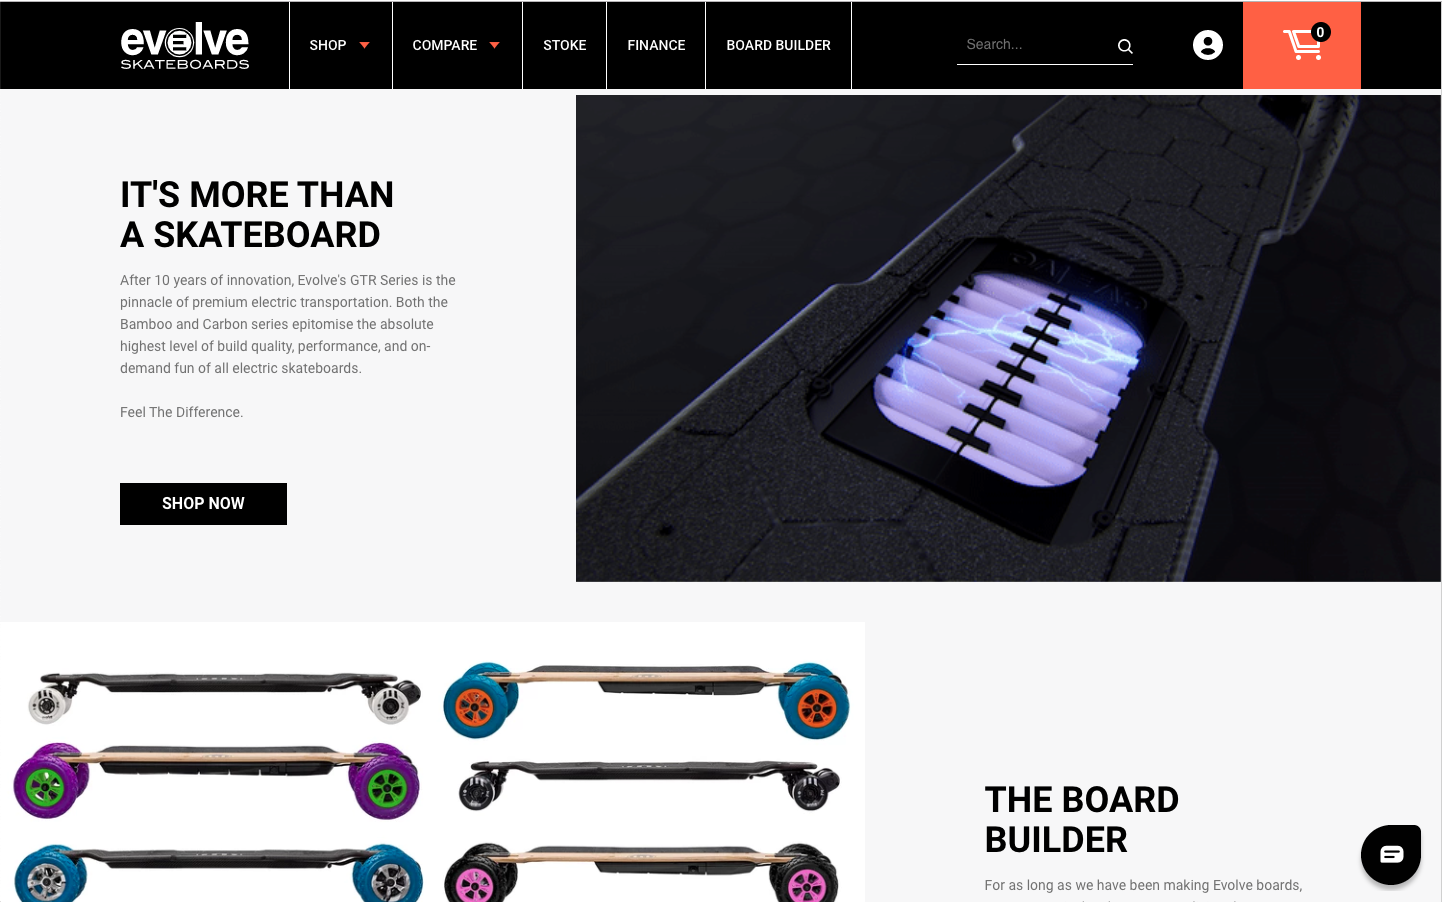 evolve
SKATEBOARDS
SHOP
COMPARE
STOKE
FINANCE
BOARD BUILDER
Search...
0
IT'S MORE THAN
A SKATEBOARD
After 10 years of innovation, Evolve's GTR Series is the
pinnacle of premium electric transportation. Both the
Bamboo and Carbon series epitomise the absolute
highest level of build quality, performance, and on-
demand fun of all electric skateboards.
Feel The Difference.
SHOP NOW
THE BOARD
BUILDER
For as long as we have been making Evolve boards,